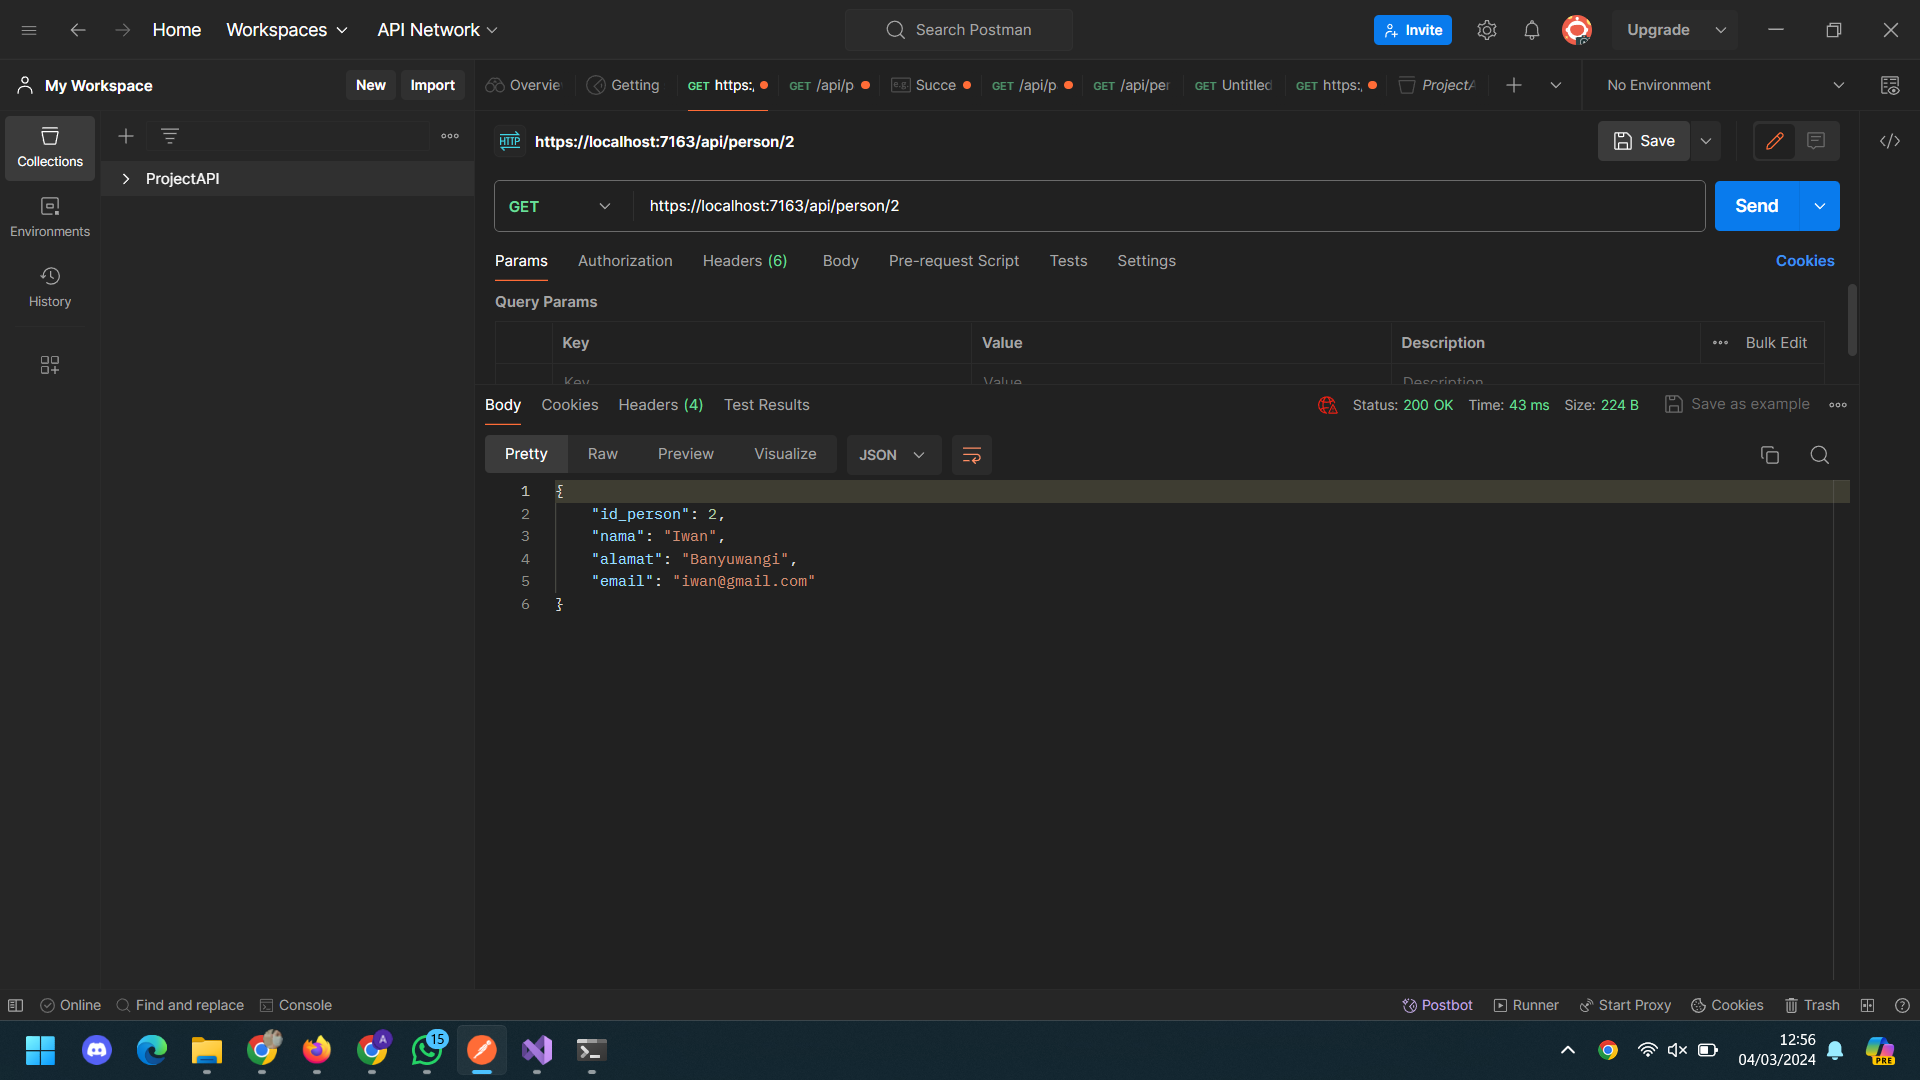 Home Workspaces API Network Search Postman Invite Upgrade
My Workspace New Import Overvie Getting GET https:, GET /api/p e.g. Succe GET /api/p GET /api/per GET Untitled GET https:, ProjectA No Environment
Collections
ProjectAPI
Environments
History
HTTP https://localhost:7163/api/person/2 Save
GET https://localhost:7163/api/person/2 Send
Params Authorization Headers (6) Body Pre-request Script Tests Settings Cookies
Query Params
Key Value Description Bulk Edit
Key Value Description
Body Cookies Headers (4) Test Results Status: 200 OK Time: 43 ms Size: 224 B Save as example
Pretty Raw Preview Visualize JSON
1 {
2 "id_person": 2,
3 "nama": "Iwan",
4 "alamat": "Banyuwangi",
5 "email": "iwan@gmail.com"
6 }
Online Find and replace Console Postbot Runner Start Proxy Cookies Trash
A 15 12:56
04/03/2024 PRE